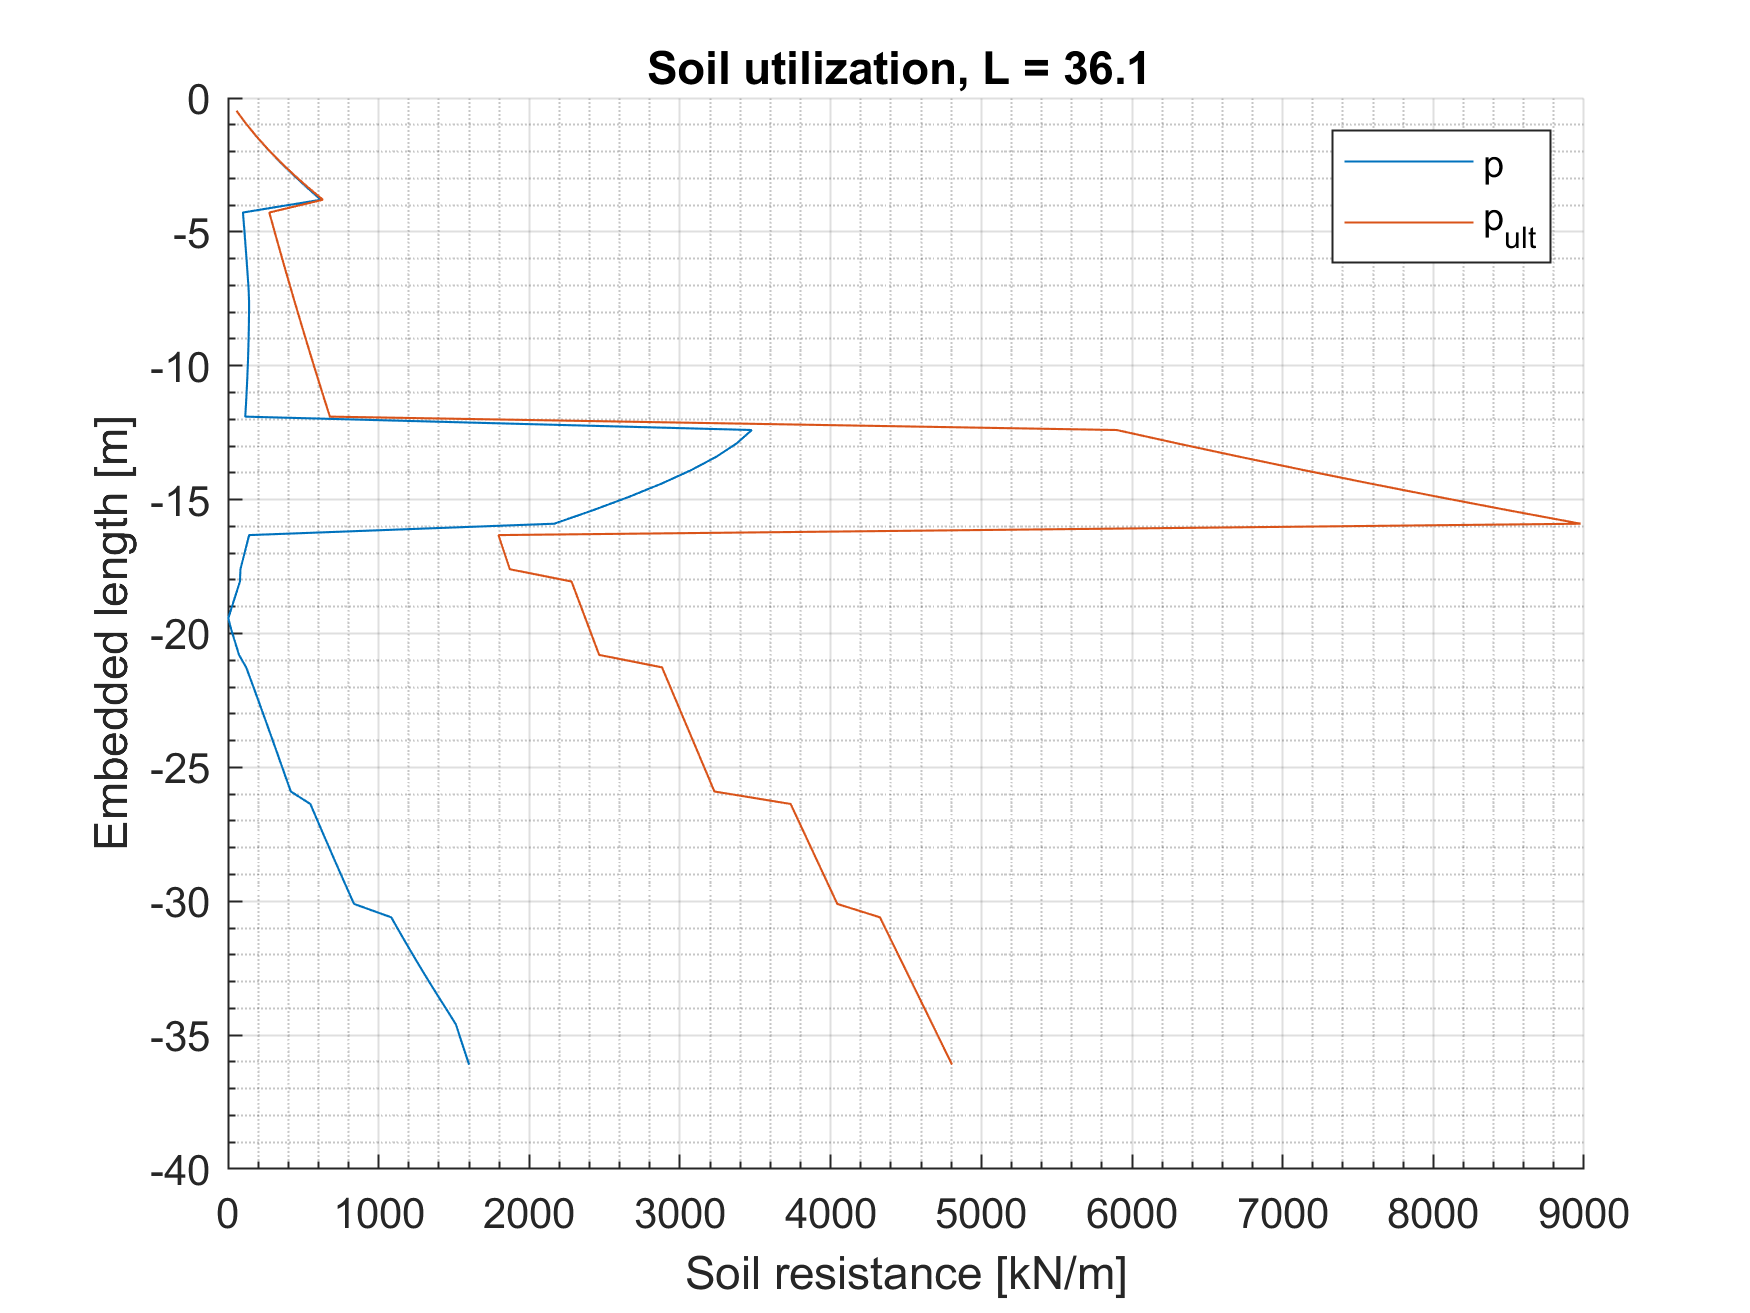 Soil utilization, L = 36.1
p
p_ult
0
-5
-10
-15
-20
-25
-30
-35
-40
Embedded length [m]
0 1000 2000 3000 4000 5000 6000 7000 8000 9000
Soil resistance [kN/m]